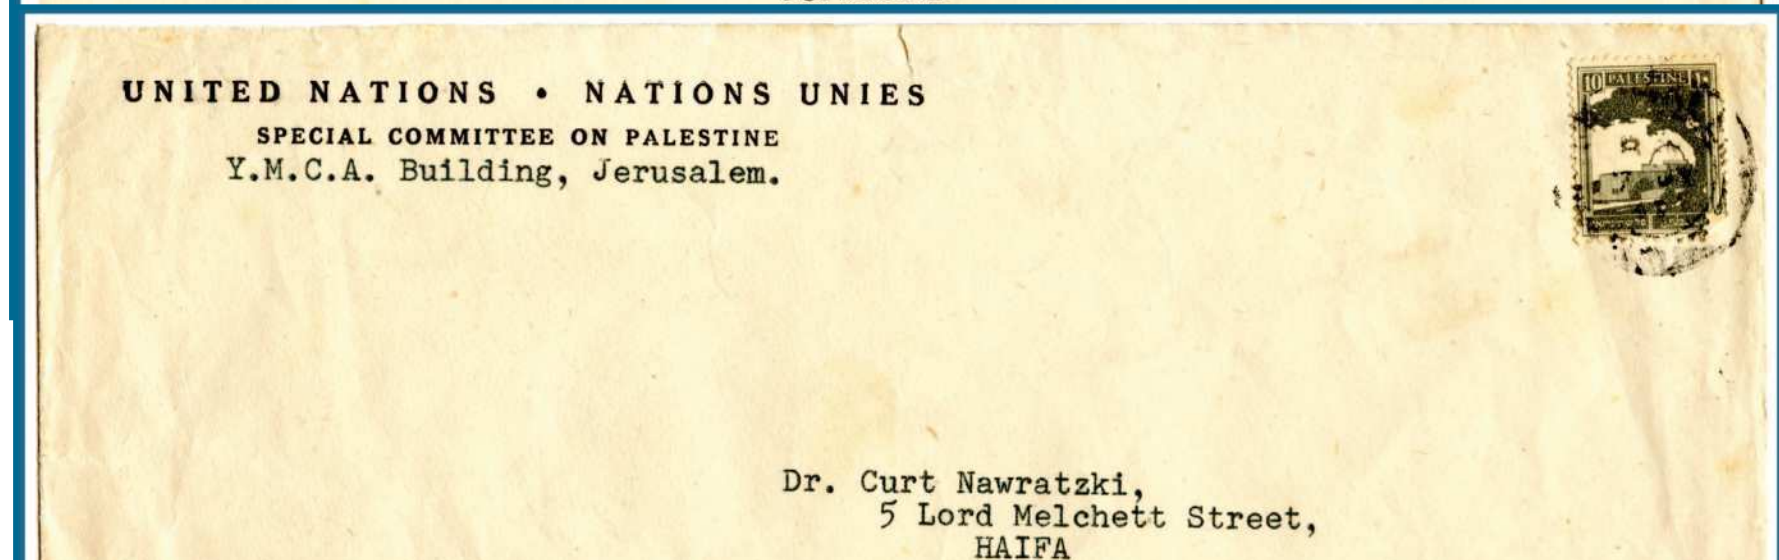 UNITED NATIONS • NATIONS UNIES
SPECIAL COMMITTEE ON PALESTINE
Y.M.C.A. Building, Jerusalem.
10 PALESTINE
Dr. Curt Nawratzki,
5 Lord Melchett Street,
HAIFA